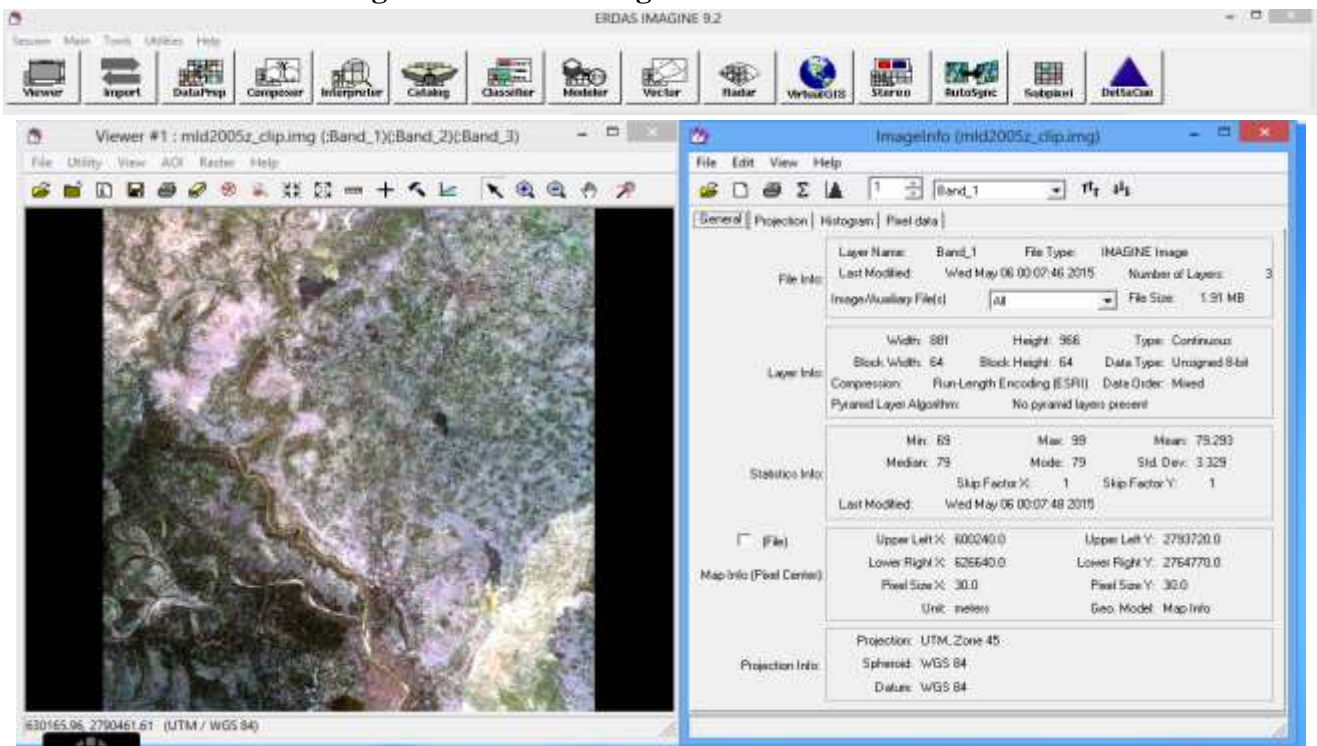 ERDAS IMAGINE 9.2
Session Main Tools Utilities Help
Viewer Import DataPrep Composer Interpreter Catalog Classifier Modeler Vector Radar VirtualGIS Stereo AutoSync Subpixel DeltaCue
Viewer #1 : mld2005z_clip.img (:Band_1)(:Band_2)(:Band_3)
File Utility View AOI Raster Help
630165.96, 2790461.61 (UTM / WGS 84)
ImageInfo (mld2005z_clip.img)
File Edit View Help
1 Band_1
General Projection Histogram Pixel data
File Info:
Layer Name: Band_1 File Type: IMAGINE Image
Last Modified: Wed May 06 00:07:46 2015 Number of Layers: 3
Image/Auxiliary File(s) All File Size: 1.91 MB
Layer Info:
Width: 881 Height: 966 Type: Continuous
Block Width: 64 Block Height: 64 Data Type: Unsigned 8-bit
Compression: Run-Length Encoding (ESRI) Data Order: Mixed
Pyramid Layer Algorithm: No pyramid layers present
Statistics Info:
Min: 69 Max: 99 Mean: 79.293
Median: 79 Mode: 79 Std. Dev: 3.329
Skip Factor X: 1 Skip Factor Y: 1
Last Modified: Wed May 06 00:07:48 2015
(File)
Map Info (Pixel Center):
Upper Left X: 600240.0 Upper Left Y: 2793720.0
Lower Right X: 626640.0 Lower Right Y: 2764770.0
Pixel Size X: 30.0 Pixel Size Y: 30.0
Unit: meters Geo. Model: Map Info
Projection Info:
Projection: UTM, Zone 45
Spheroid: WGS 84
Datum: WGS 84